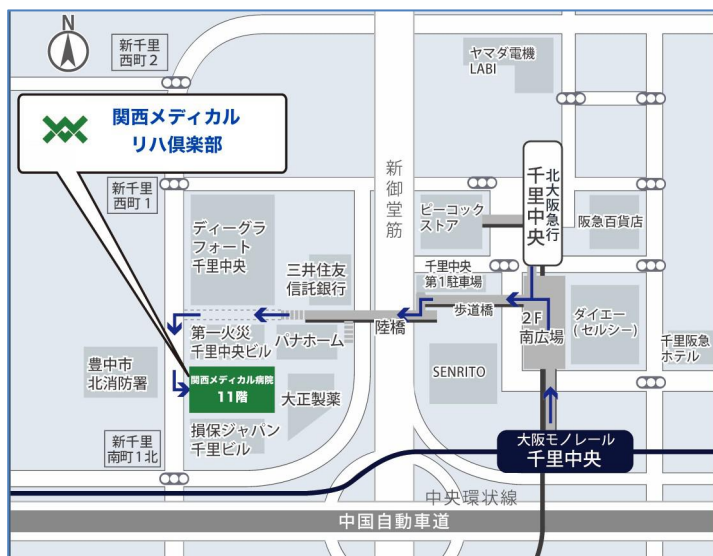 N
新千里
西町2
ヤマダ電機
LABI
関西メディカル
リハ倶楽部
新御堂筋
北大阪急行
千里中央
新千里
西町1
ピーコック
ストア
阪急百貨店
ディーグラ
フォート
千里中央
三井住友
信託銀行
千里中央
第1駐車場
歩道橋
陸橋
2F
南広場
ダイエー
(セルシー)
第一火災
千里中央ビル
パナホーム
千里阪急
ホテル
豊中市
北消防署
関西メディカル病院
11階
大正製薬
SENRITO
損保ジャパン
千里ビル
新千里
南町1北
大阪モノレール
千里中央
中央環状線
中国自動車道